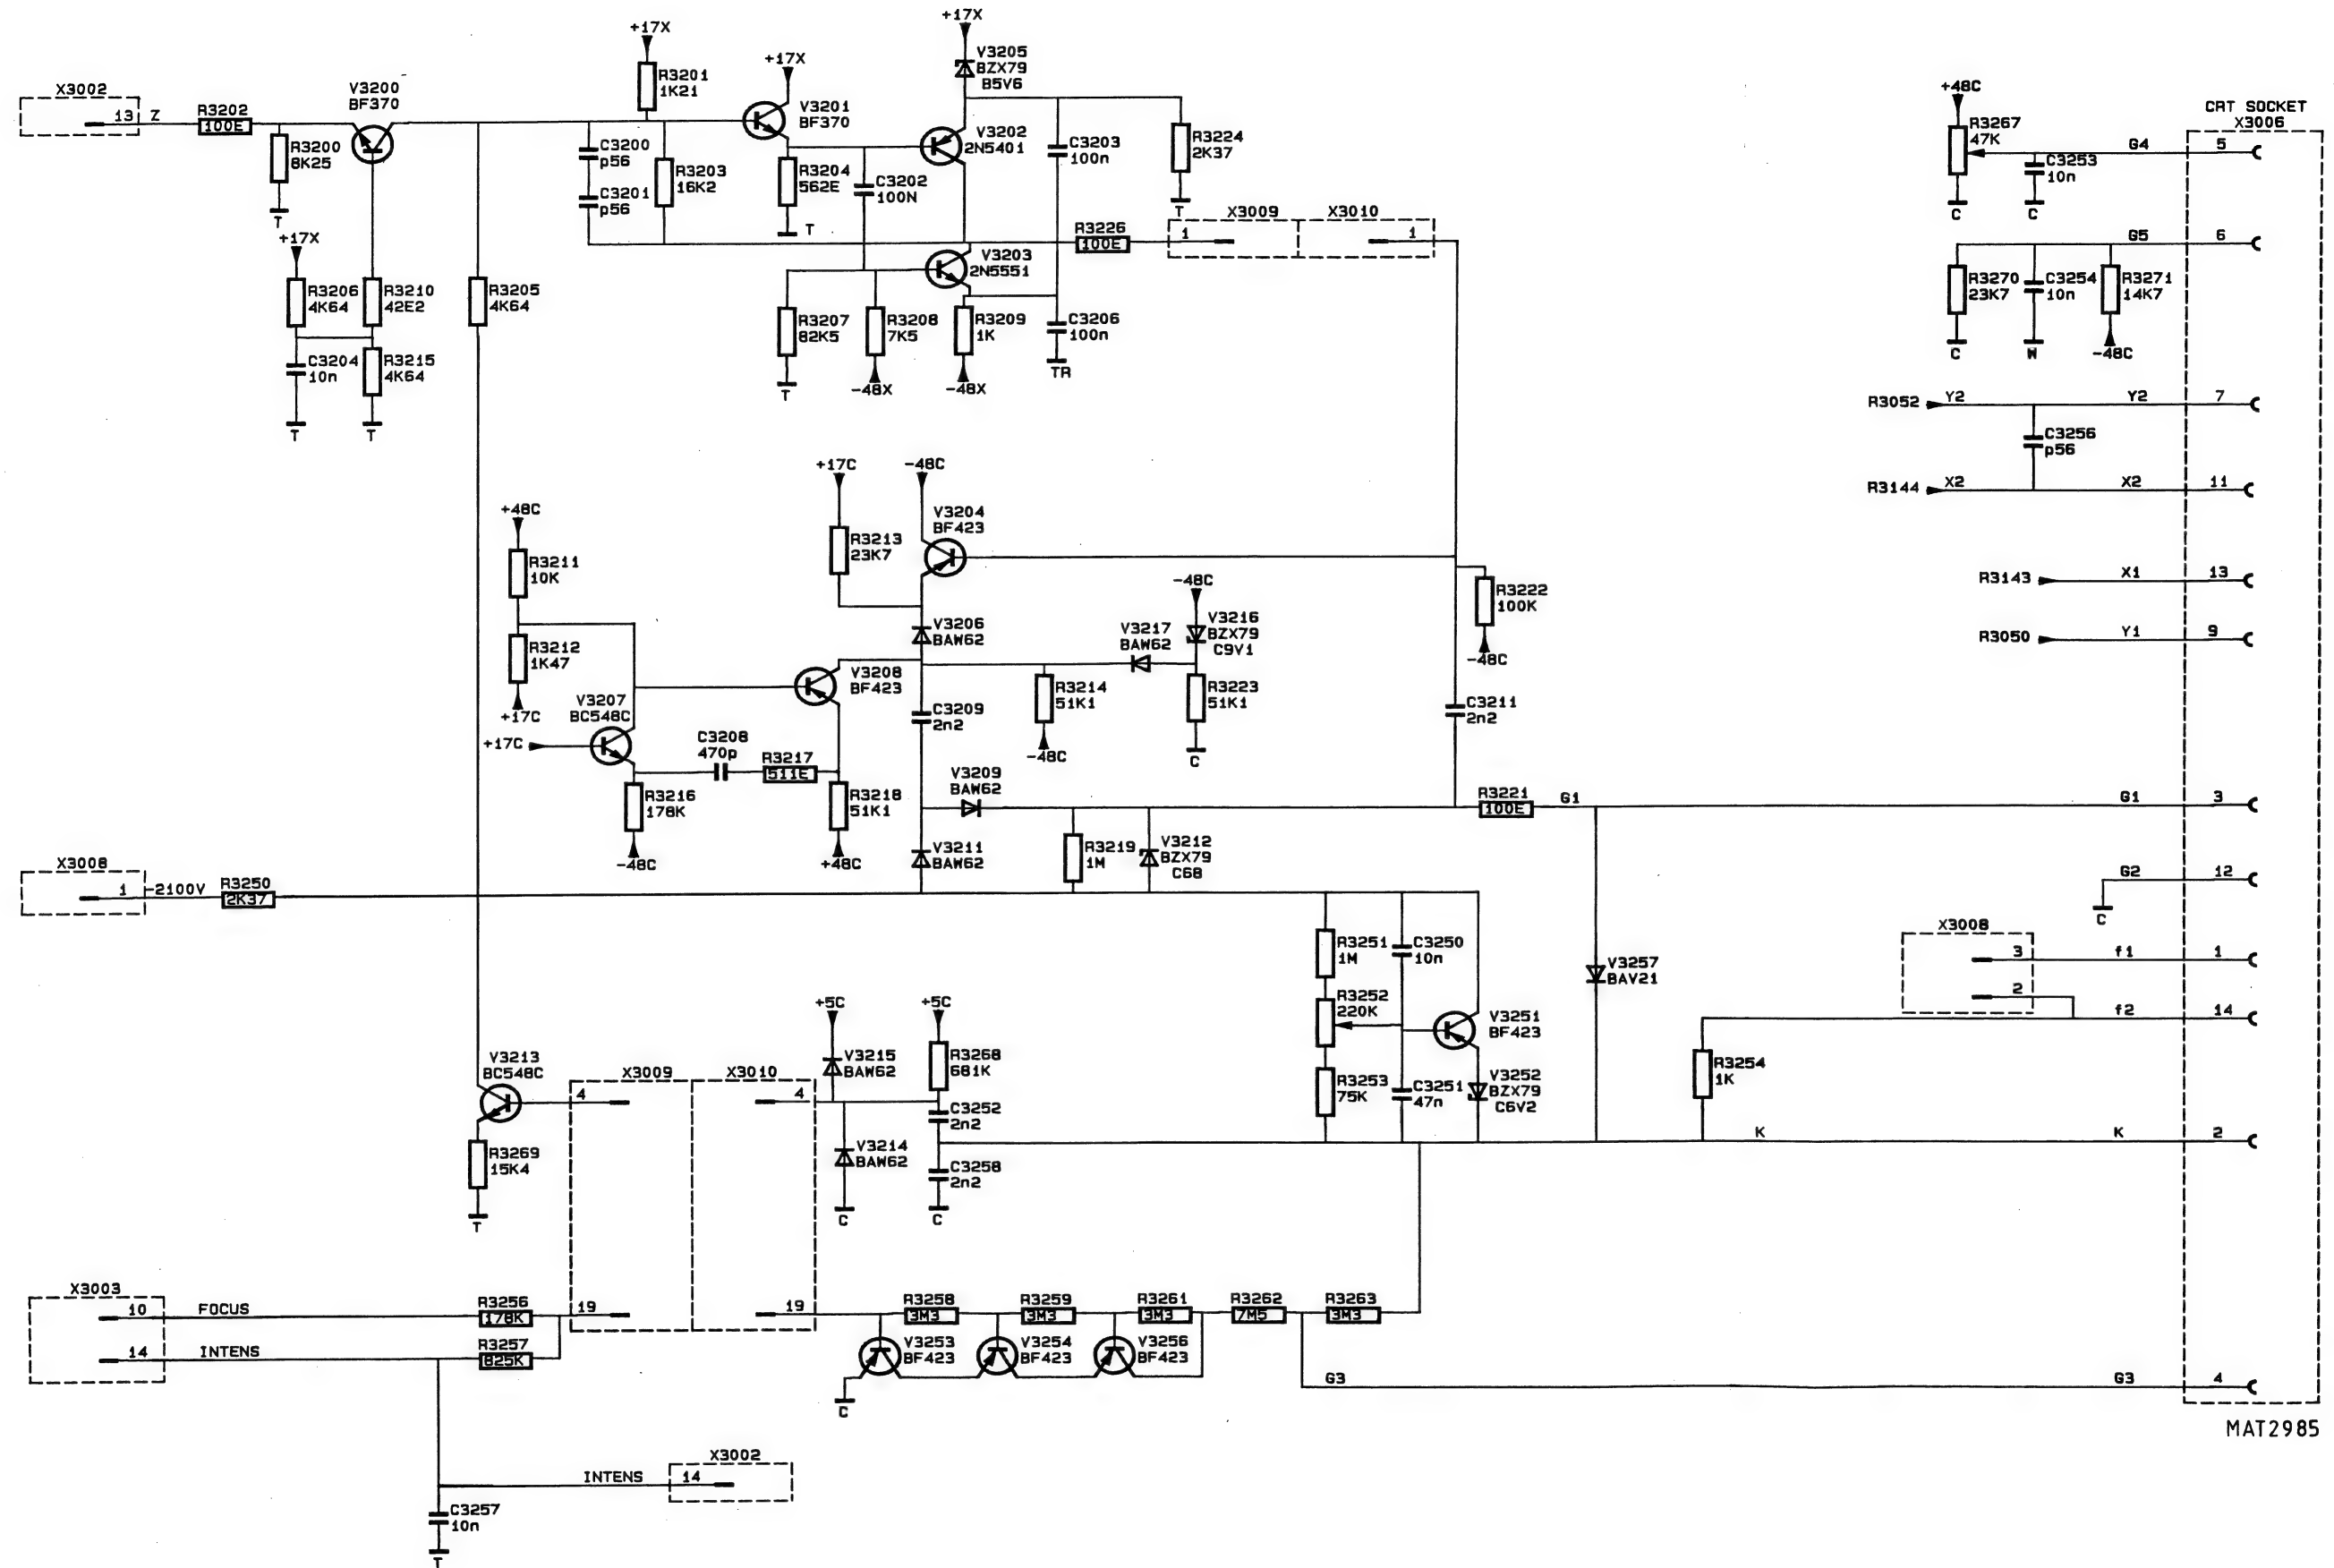 +17X
+17X
+17X
V3205
BZX79
B5V6
X3002
13
Z
R3202
100E
V3200
BF370
R3201
1K21
V3201
BF370
V3202
2N5401
C3203
100n
R3224
2K37
T
R3200
8K25
T
C3200
p56
C3201
p56
R3203
16K2
R3204
562E
T
C3202
100N
R3226
100E
X3009
1
X3010
1
+48C
R3267
47K
C
C3253
10n
C
G4
5
CRT SOCKET
X3006
+17X
R3206
4K64
R3210
42E2
C3204
10n
R3215
4K64
T
T
R3205
4K64
V3203
2N5551
R3207
82K5
T
R3208
7K5
-48X
R3209
1K
-48X
C3206
100n
TR
G5
6
R3270
23K7
C
C3254
10n
W
R3271
14K7
-48C
R3052
Y2
Y2
7
C3256
p56
R3144
X2
X2
11
R3143
X1
13
R3050
Y1
9
+17C
-48C
V3204
BF423
R3213
23K7
+48C
R3211
10K
R3212
1K47
+17C
V3206
BAW62
V3217
BAW62
-48C
V3216
BZX79
C9V1
R3222
100K
-48C
V3207
BC548C
+17C
V3208
BF423
C3209
2n2
R3214
51K1
-48C
R3223
51K1
C
C3211
2n2
C3208
470p
R3217
511E
R3216
178K
-48C
R3218
51K1
+48C
V3209
BAW62
R3221
100E
G1
G1
3
V3211
BAW62
R3219
1M
V3212
BZX79
C68
X3008
1
-2100V
R3250
2K37
G2
12
C
R3251
1M
C3250
10n
R3252
220K
V3251
BF423
R3253
75K
C3251
47n
V3252
BZX79
C6V2
V3257
BAV21
X3008
3
f1
1
2
f2
14
R3254
1K
+5C
+5C
V3215
BAW62
R3268
681K
V3213
BC548C
X3009
4
X3010
4
C3252
2n2
V3214
BAW62
C
C3258
2n2
C
K
K
2
R3269
15K4
T
X3003
10
FOCUS
R3256
178K
19
19
14
INTENS
R3257
825K
R3258
3M3
R3259
3M3
R3261
3M3
R3262
7M5
R3263
3M3
V3253
BF423
V3254
BF423
V3256
BF423
C
G3
G3
4
MAT2985
INTENS
X3002
14
C3257
10n
T